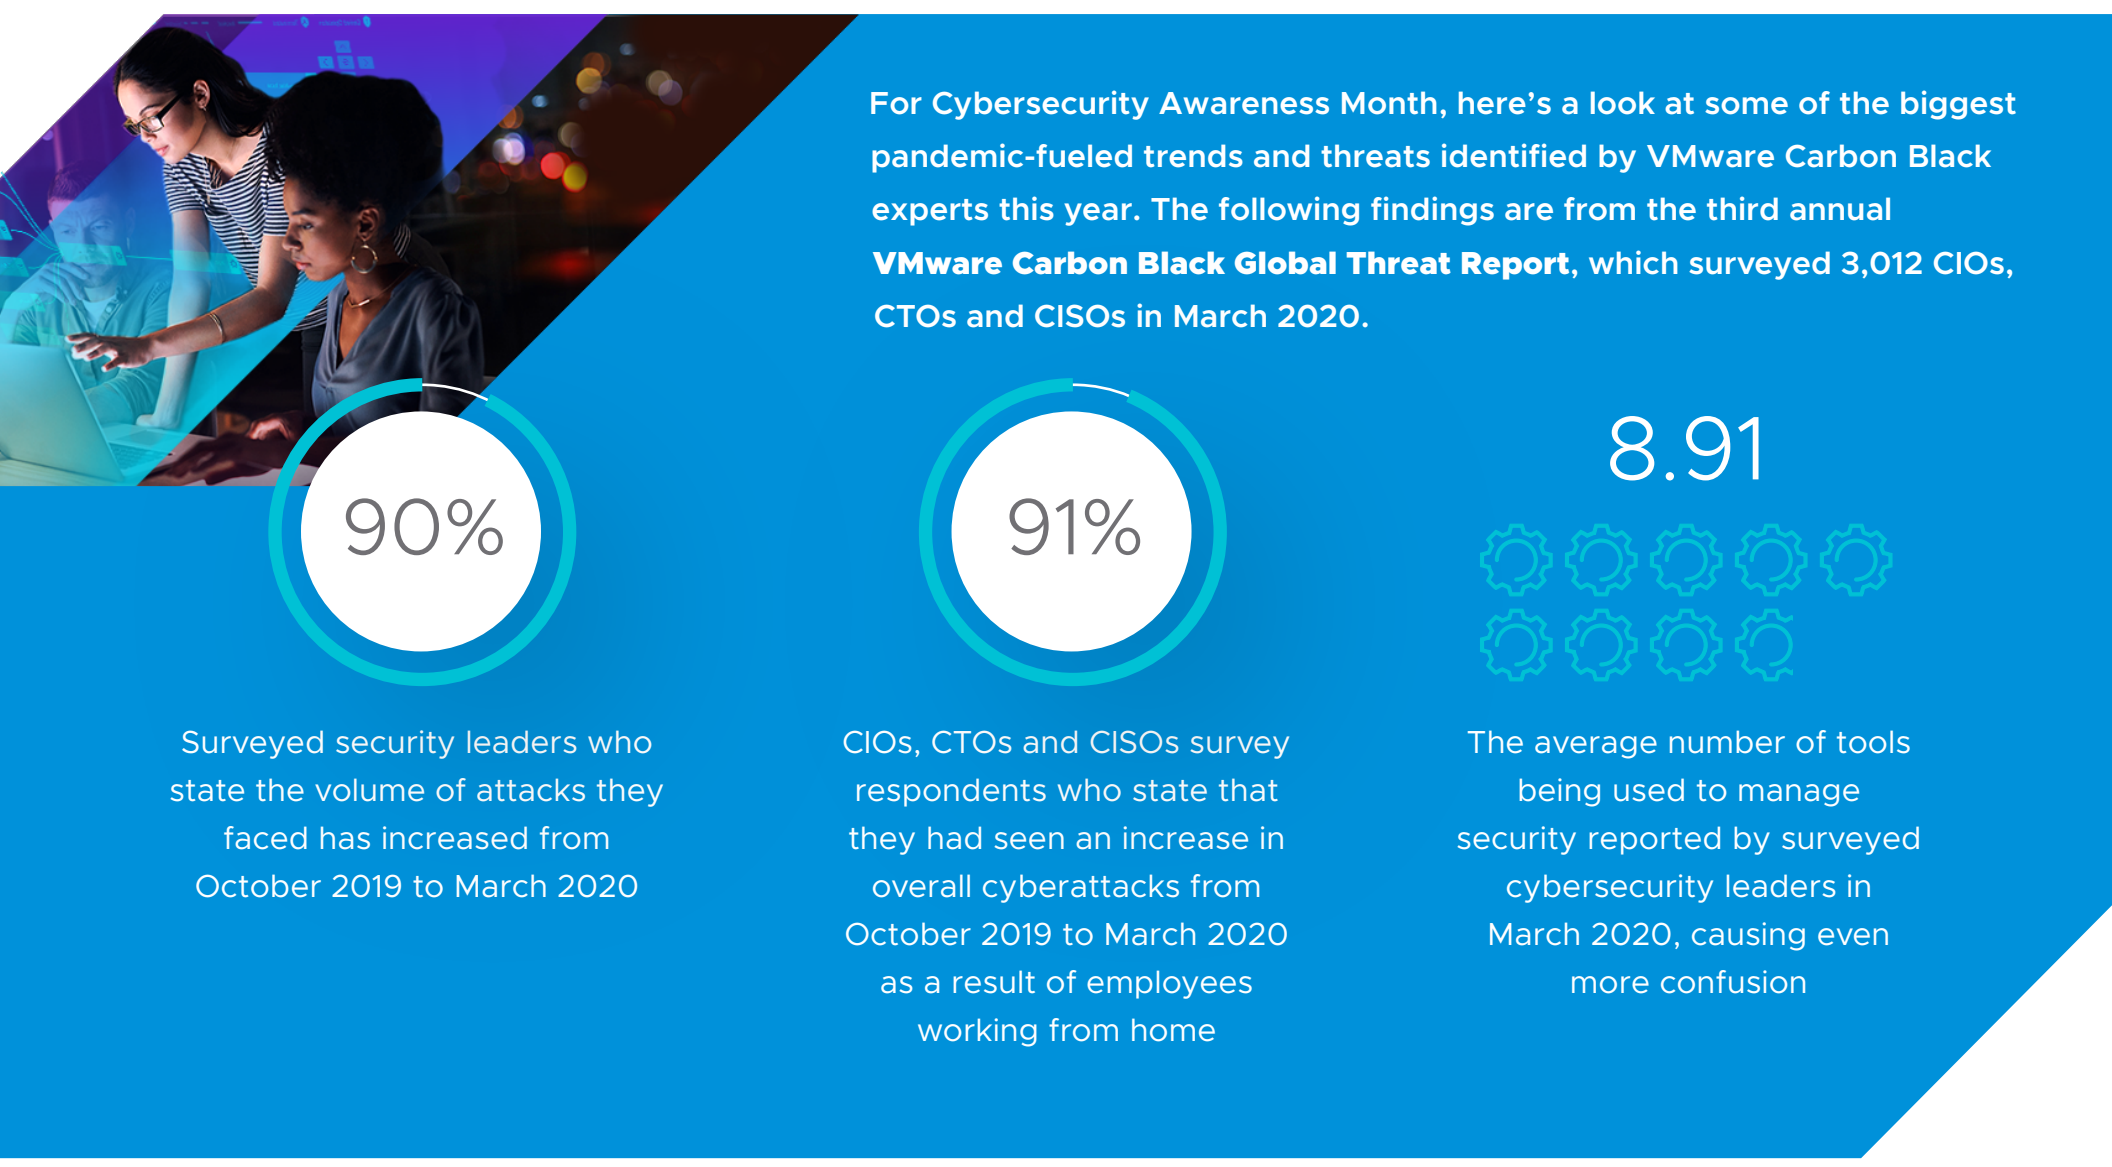 For Cybersecurity Awareness Month, here’s a look at some of the biggest
pandemic-fueled trends and threats identified by VMware Carbon Black
experts this year. The following findings are from the third annual
VMware Carbon Black Global Threat Report, which surveyed 3,012 CIOs,
CTOs and CISOs in March 2020.
90%
Surveyed security leaders who
state the volume of attacks they
faced has increased from
October 2019 to March 2020
91%
CIOs, CTOs and CISOs survey
respondents who state that
they had seen an increase in
overall cyberattacks from
October 2019 to March 2020
as a result of employees
working from home
8.91
The average number of tools
being used to manage
security reported by surveyed
cybersecurity leaders in
March 2020, causing even
more confusion